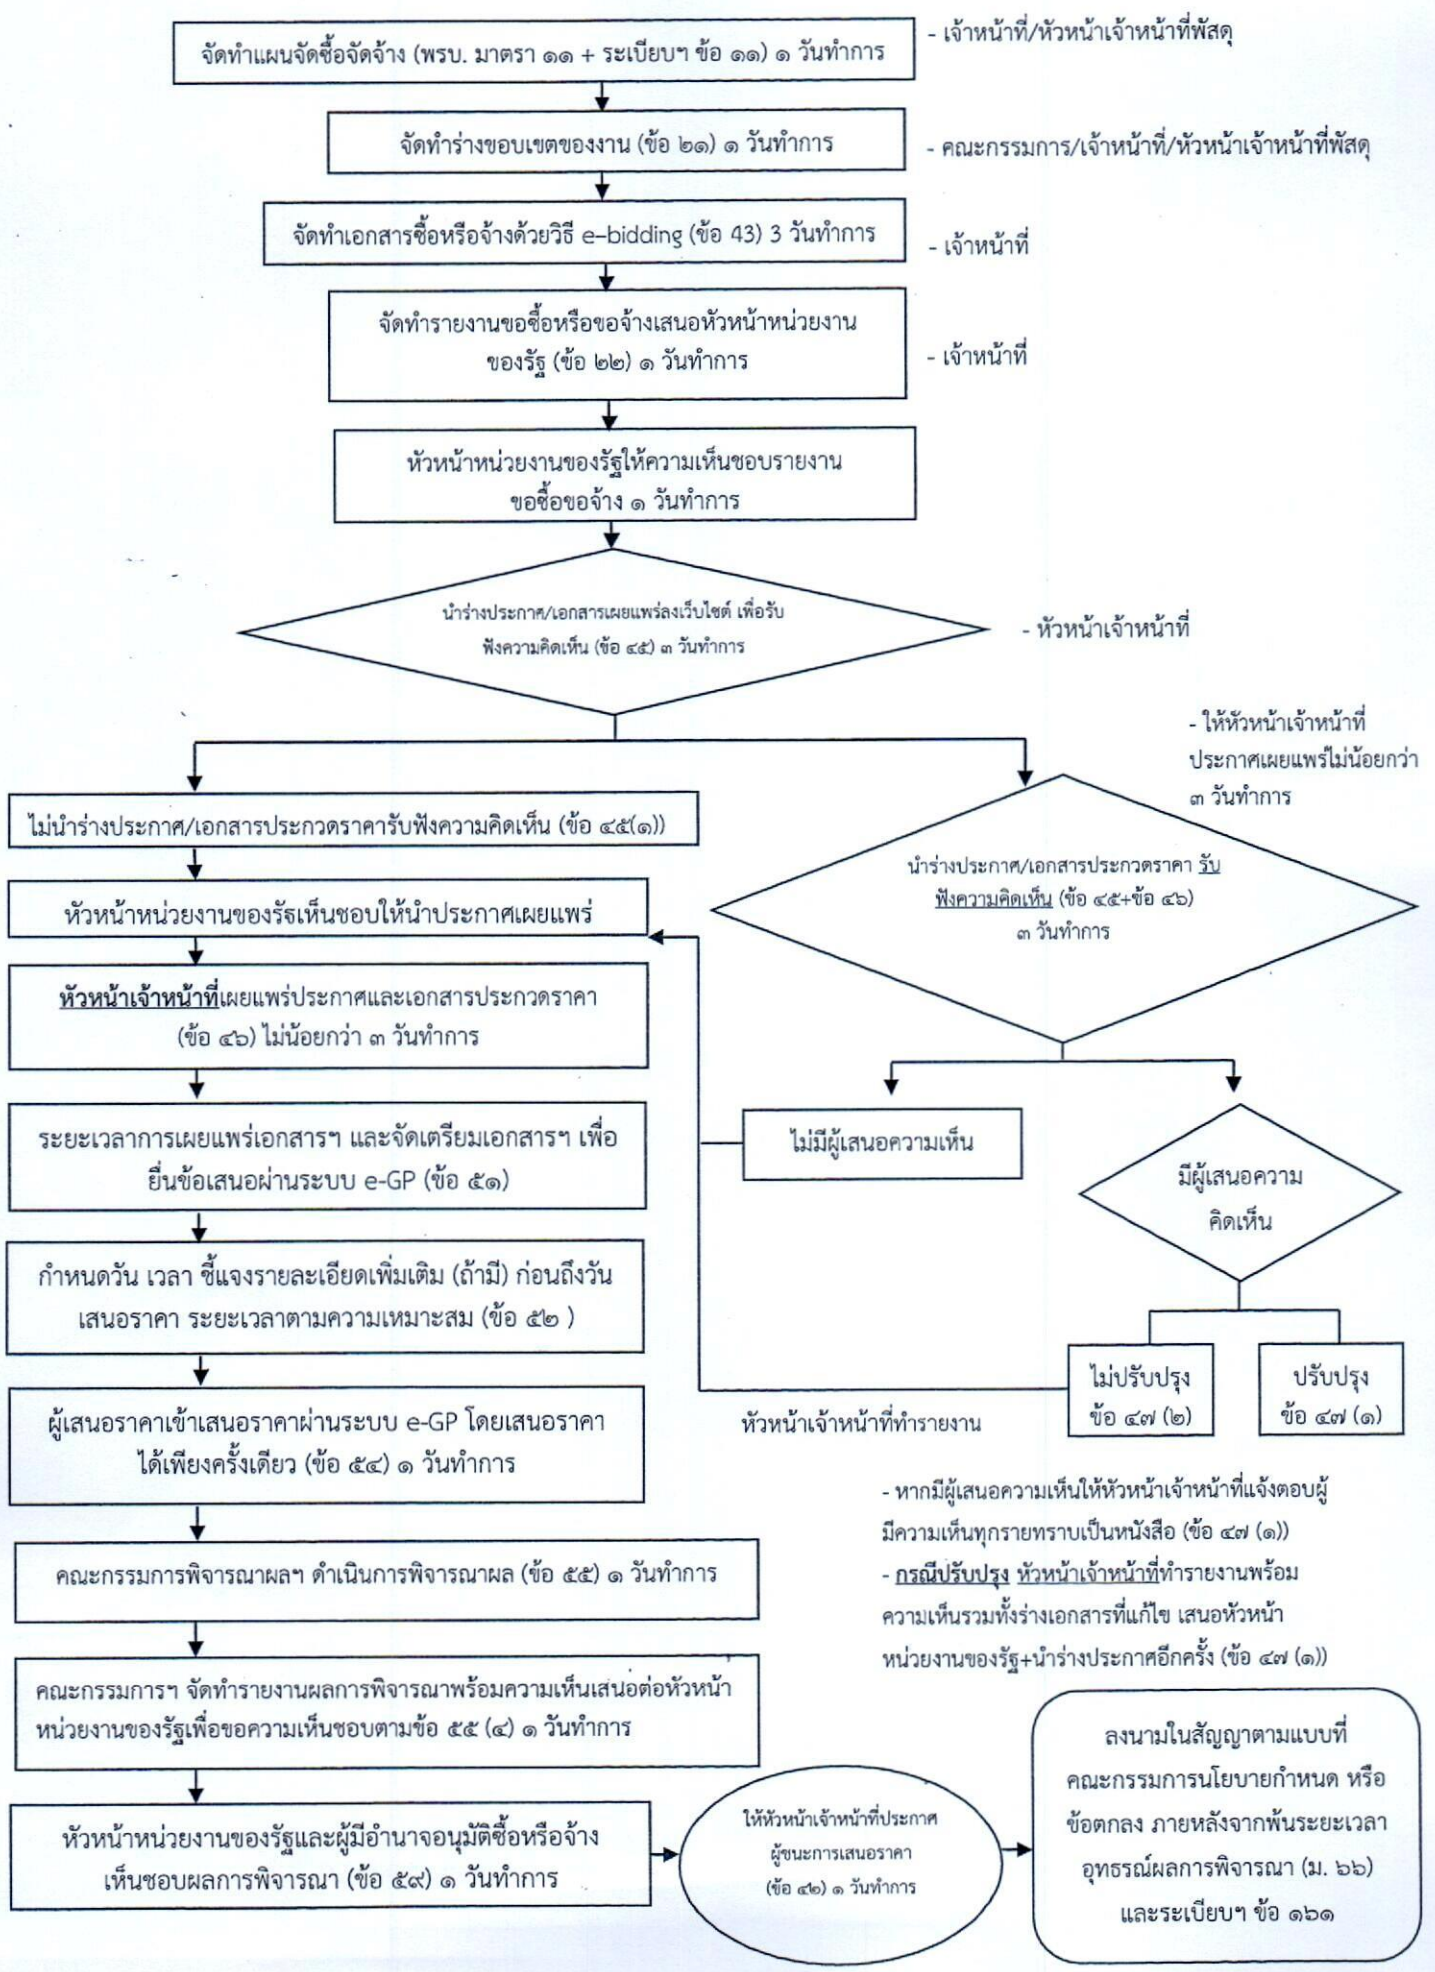 จัดทำแผนจัดซื้อจัดจ้าง (พรบ. มาตรา ๑๑ + ระเบียบฯ ข้อ ๑๑) ๑ วันทำการ
- เจ้าหน้าที่/หัวหน้าเจ้าหน้าที่พัสดุ
จัดทำร่างขอบเขตของงาน (ข้อ ๒๑) ๑ วันทำการ
- คณะกรรมการ/เจ้าหน้าที่/หัวหน้าเจ้าหน้าที่พัสดุ
จัดทำเอกสารซื้อหรือจ้างด้วยวิธี e-bidding (ข้อ 43) 3 วันทำการ
- เจ้าหน้าที่
จัดทำรายงานขอซื้อหรือขอจ้างเสนอหัวหน้าหน่วยงาน
ของรัฐ (ข้อ ๒๒) ๑ วันทำการ
- เจ้าหน้าที่
หัวหน้าหน่วยงานของรัฐให้ความเห็นชอบรายงาน
ขอซื้อขอจ้าง ๑ วันทำการ
นำร่างประกาศ/เอกสารเผยแพร่ลงเว็บไซต์ เพื่อรับ
ฟังความคิดเห็น (ข้อ ๔๕) ๓ วันทำการ
- หัวหน้าเจ้าหน้าที่
- ให้หัวหน้าเจ้าหน้าที่
ประกาศเผยแพร่ไม่น้อยกว่า
๓ วันทำการ
ไม่นำร่างประกาศ/เอกสารประกวดราคารับฟังความคิดเห็น (ข้อ ๔๕(๑))
นำร่างประกาศ/เอกสารประกวดราคา รับ
ฟังความคิดเห็น (ข้อ ๔๕+ข้อ ๔๖)
๓ วันทำการ
หัวหน้าหน่วยงานของรัฐเห็นชอบให้นำประกาศเผยแพร่
หัวหน้าเจ้าหน้าที่เผยแพร่ประกาศและเอกสารประกวดราคา
(ข้อ ๔๖) ไม่น้อยกว่า ๓ วันทำการ
ระยะเวลาการเผยแพร่เอกสารฯ และจัดเตรียมเอกสารฯ เพื่อ
ยื่นข้อเสนอผ่านระบบ e-GP (ข้อ ๕๑)
ไม่มีผู้เสนอความเห็น
มีผู้เสนอความ
คิดเห็น
กำหนดวัน เวลา ชี้แจงรายละเอียดเพิ่มเติม (ถ้ามี) ก่อนถึงวัน
เสนอราคา ระยะเวลาตามความเหมาะสม (ข้อ ๕๒ )
ไม่ปรับปรุง
ข้อ ๔๗ (๒)
ปรับปรุง
ข้อ ๔๗ (๑)
หัวหน้าเจ้าหน้าที่ทำรายงาน
ผู้เสนอราคาเข้าเสนอราคาผ่านระบบ e-GP โดยเสนอราคา
ได้เพียงครั้งเดียว (ข้อ ๕๔) ๑ วันทำการ
- หากมีผู้เสนอความเห็นให้หัวหน้าเจ้าหน้าที่แจ้งตอบผู้
มีความเห็นทุกรายทราบเป็นหนังสือ (ข้อ ๔๗ (๑))
- กรณีปรับปรุง หัวหน้าเจ้าหน้าที่ทำรายงานพร้อม
ความเห็นรวมทั้งร่างเอกสารที่แก้ไข เสนอหัวหน้า
หน่วยงานของรัฐ+นำร่างประกาศอีกครั้ง (ข้อ ๔๗ (๑))
คณะกรรมการพิจารณาผลฯ ดำเนินการพิจารณาผล (ข้อ ๕๕) ๑ วันทำการ
คณะกรรมการฯ จัดทำรายงานผลการพิจารณาพร้อมความเห็นเสนอต่อหัวหน้า
หน่วยงานของรัฐเพื่อขอความเห็นชอบตามข้อ ๕๕ (๔) ๑ วันทำการ
หัวหน้าหน่วยงานของรัฐและผู้มีอำนาจอนุมัติซื้อหรือจ้าง
เห็นชอบผลการพิจารณา (ข้อ ๕๙) ๑ วันทำการ
ให้หัวหน้าเจ้าหน้าที่ประกาศ
ผู้ชนะการเสนอราคา
(ข้อ ๔๒) ๑ วันทำการ
ลงนามในสัญญาตามแบบที่
คณะกรรมการนโยบายกำหนด หรือ
ข้อตกลง ภายหลังจากพ้นระยะเวลา
อุทธรณ์ผลการพิจารณา (ม. ๖๖)
และระเบียบฯ ข้อ ๑๖๑